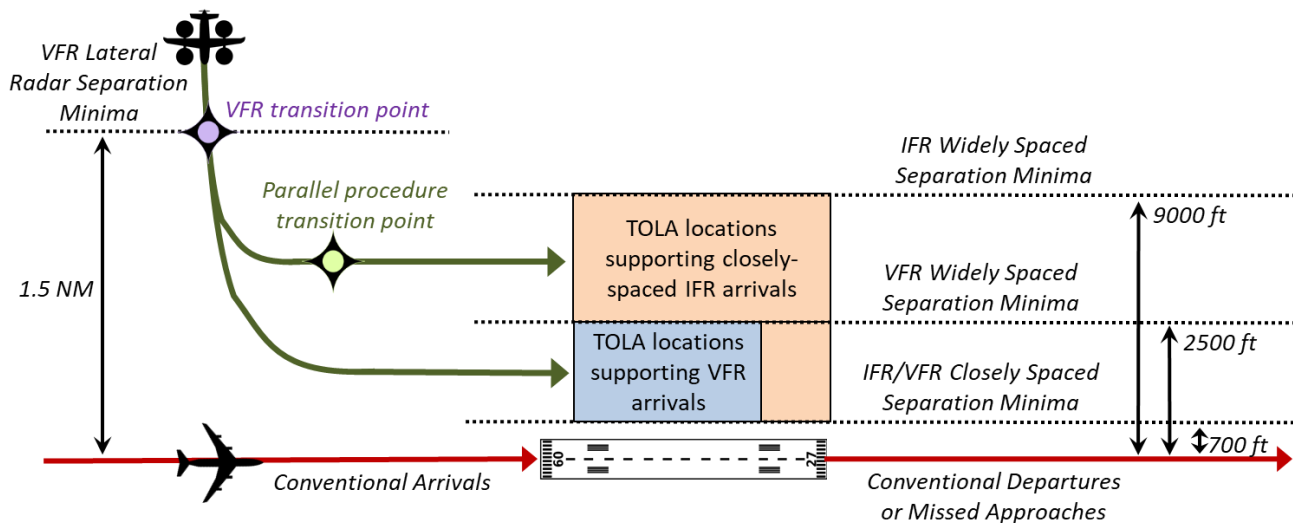 VFR Lateral
Radar Separation
Minima
VFR transition point
Parallel procedure
transition point
1.5 NM
TOLA locations
supporting closely-
spaced IFR arrivals
TOLA locations
supporting VFR
arrivals
IFR Widely Spaced
Separation Minima
9000 ft
VFR Widely Spaced
Separation Minima
2500 ft
IFR/VFR Closely Spaced
Separation Minima
700 ft
09
27
Conventional Arrivals
Conventional Departures
or Missed Approaches